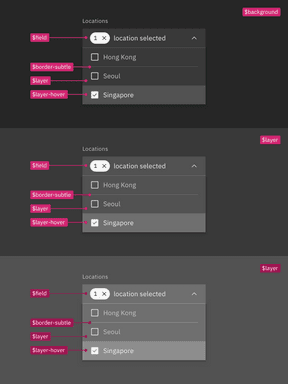 $background
Locations
$field
1 × location selected
Hong Kong
$border-subtle
Seoul
$layer
$layer-hover
Singapore
$layer
Locations
$field
1 × location selected
Hong Kong
$border-subtle
Seoul
$layer
$layer-hover
Singapore
$layer
Locations
$field
1 × location selected
Hong Kong
$border-subtle
Seoul
$layer
$layer-hover
Singapore